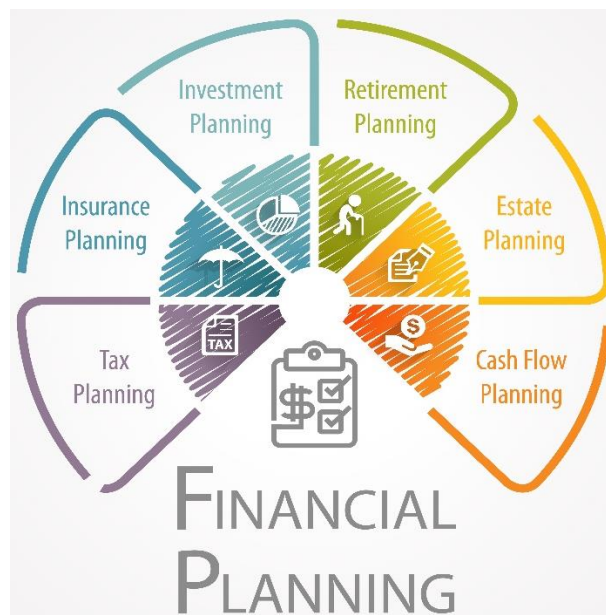 Investment
Planning
Retirement
Planning
Insurance
Planning
Estate
Planning
TAX
$
Tax
Planning
Cash Flow
Planning
$
FINANCIAL
PLANNING